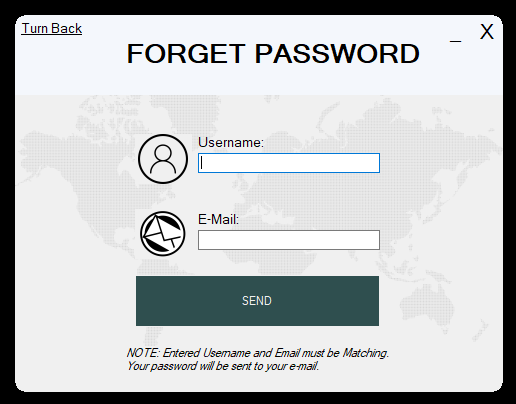 Turn Back
_ X
FORGET PASSWORD
Username:
E-Mail:
SEND
NOTE: Entered Username and Email must be Matching.
Your password will be sent to your e-mail.